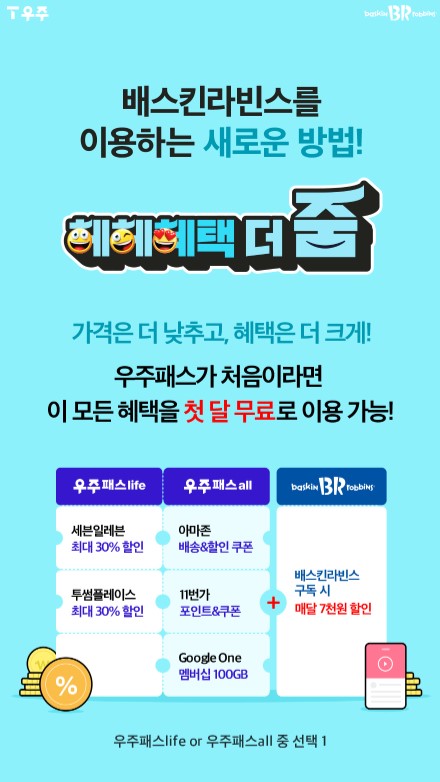 T우주
baskin BR robbins
배스킨라빈스를
이용하는 새로운 방법!
헤헤혜택 더 줌
가격은 더 낮추고, 혜택은 더 크게!
우주패스가 처음이라면
이 모든 혜택을 첫 달 무료로 이용 가능!
우주패스life
세븐일레븐
최대 30% 할인
투썸플레이스
최대 30% 할인
우주패스all
아마존
배송&할인 쿠폰
11번가
포인트&쿠폰
Google One
멤버십 100GB
+
baskin BR robbins
배스킨라빈스
구독 시
매달 7천원 할인
%
우주패스life or 우주패스all 중 선택 1